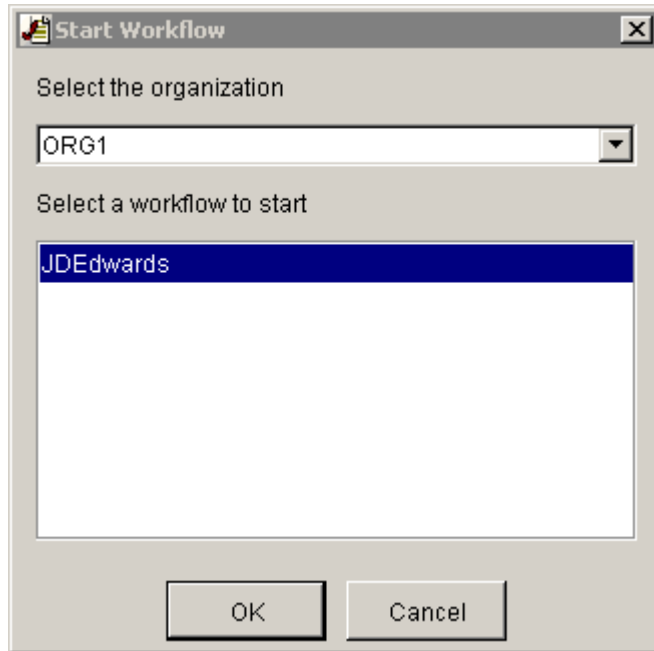 Start Workflow
Select the organization
ORG1
Select a workflow to start
JDEdwards
OK
Cancel